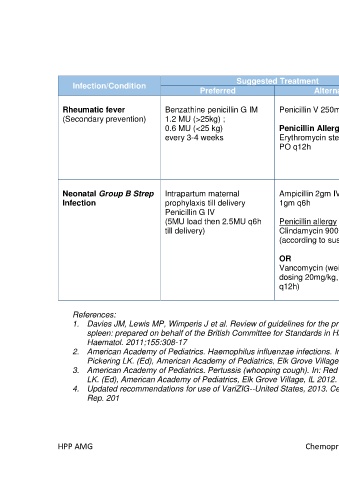 Infection/Condition
Suggested Treatment
Preferred
Rheumatic fever
(Secondary prevention)
Benzathine penicillin G IM
1.2 MU (>25kg) ;
0.6 MU (<25 kg)
every 3-4 weeks
Penicillin V 250m
Penicillin Allerg
Erythromycin ste
PO q12h
Neonatal Group B Strep
Infection
Intrapartum maternal
prophylaxis till delivery
Penicillin G IV
(5MU load then 2.5MU q6h
till delivery)
Ampicillin 2gm IV
1gm q6h
Penicillin allergy
Clindamycin 900
(according to sus
OR
Vancomycin (wei
dosing 20mg/kg,
q12h)
References:
1. Davies JM, Lewis MP, Wimperis J et al. Review of guidelines for the pr
spleen: prepared on behalf of the British Committee for Standards in H
Haematol. 2011;155:308-17
2. American Academy of Pediatrics. Haemophilus influenzae infections. In
Pickering LK. (Ed), American Academy of Pediatrics, Elk Grove Village
3. American Academy of Pediatrics. Pertussis (whooping cough). In: Red
LK. (Ed), American Academy of Pediatrics, Elk Grove Village, IL 2012.
4. Updated recommendations for use of VariZIG--United States, 2013. Ce
Rep. 201
HPP AMG
Chemopr